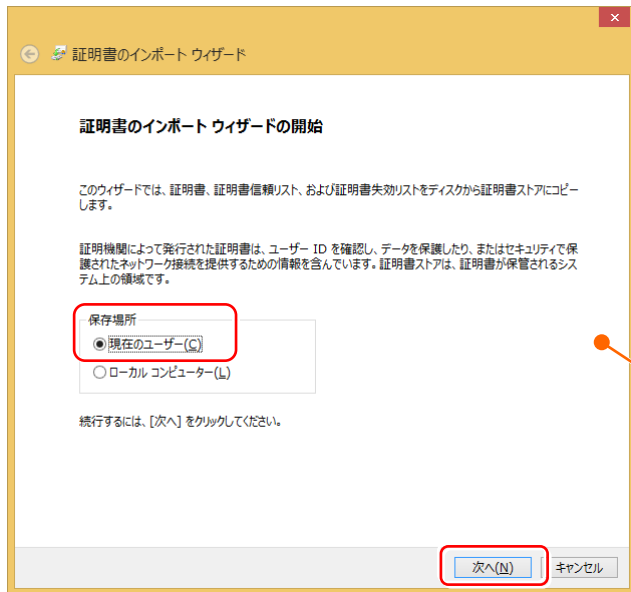 証明書のインポート ウィザード
証明書のインポート ウィザードの開始
このウィザードでは、証明書、証明書信頼リスト、および証明書失効リストをディスクから証明書ストアにコピー
します。
証明機関によって発行された証明書は、ユーザー ID を確認し、データを保護したり、またはセキュリティで保
護されたネットワーク接続を提供するための情報を含んでいます。証明書ストアは、証明書が保管されるシス
テム上の領域です。
保存場所
現在のユーザー(C)
ローカル コンピューター(L)
続行するには、[次へ] をクリックしてください。
次へ(N)
キャンセル